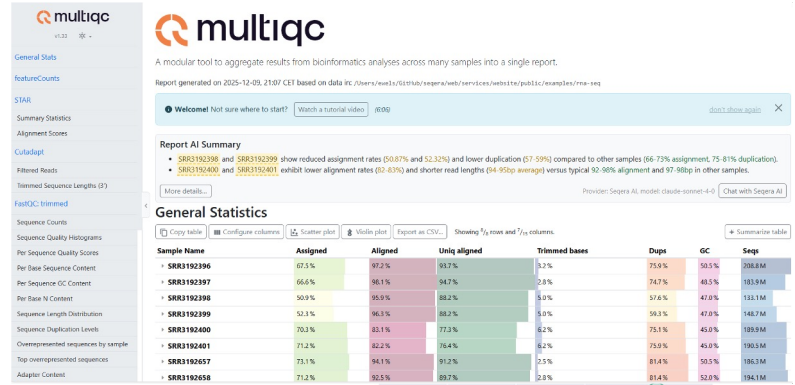 multiqc
v1.33
General Stats
featureCounts
STAR
Summary Statistics
Alignment Scores
Cutadapt
Filtered Reads
Trimmed Sequence Lengths (3')
FastQC: trimmed
Sequence Counts
Sequence Quality Histograms
Per Sequence Quality Scores
Per Base Sequence Content
Per Sequence GC Content
Per Base N Content
Sequence Length Distribution
Sequence Duplication Levels
Overrepresented sequences by sample
Top overrepresented sequences
Adapter Content
multiqc
A modular tool to aggregate results from bioinformatics analyses across many samples into a single report.
Report generated on 2025-12-09, 21:07 CET based on data in: /Users/ewels/GitHub/seqera/web/services/website/public/examples/rna-seq
Welcome! Not sure where to start? Watch a tutorial video (6:06) don't show again
Report AI Summary
SRR3192398 and SRR3192399 show reduced assignment rates (50.87% and 52.32%) and lower duplication (57-59%) compared to other samples (66-73% assignment, 75-81% duplication).
SRR3192400 and SRR3192401 exhibit lower alignment rates (82-83%) and shorter read lengths (94-95bp average) versus typical 92-98% alignment and 97-98bp in other samples.
More details... Provider: Seqera AI, model: claude-sonnet-4-0 Chat with Seqera AI
General Statistics
Copy table Configure columns Scatter plot Violin plot Export as CSV... Showing 8/8 rows and 7/15 columns. Summarize table
Sample Name Assigned Aligned Uniq aligned Trimmed bases Dups GC Seqs
SRR3192396 67.5 % 97.2 % 93.7 % 3.2 % 75.9 % 50.5 % 208.8 M
SRR3192397 66.6 % 98.1 % 94.7 % 2.8 % 74.7 % 48.5 % 183.9 M
SRR3192398 50.9 % 95.9 % 88.2 % 5.0 % 57.6 % 47.0 % 133.1 M
SRR3192399 52.3 % 96.3 % 88.2 % 5.0 % 59.3 % 47.0 % 148.7 M
SRR3192400 70.3 % 83.1 % 77.3 % 6.2 % 75.1 % 47.0 % 189.9 M
SRR3192401 71.2 % 82.2 % 76.4 % 6.2 % 75.9 % 47.0 % 190.5 M
SRR3192657 73.1 % 94.1 % 91.2 % 2.5 % 81.4 % 50.5 % 186.3 M
SRR3192658 71.2 % 92.5 % 89.7 % 2.8 % 81.4 % 52.0 % 194.1 M